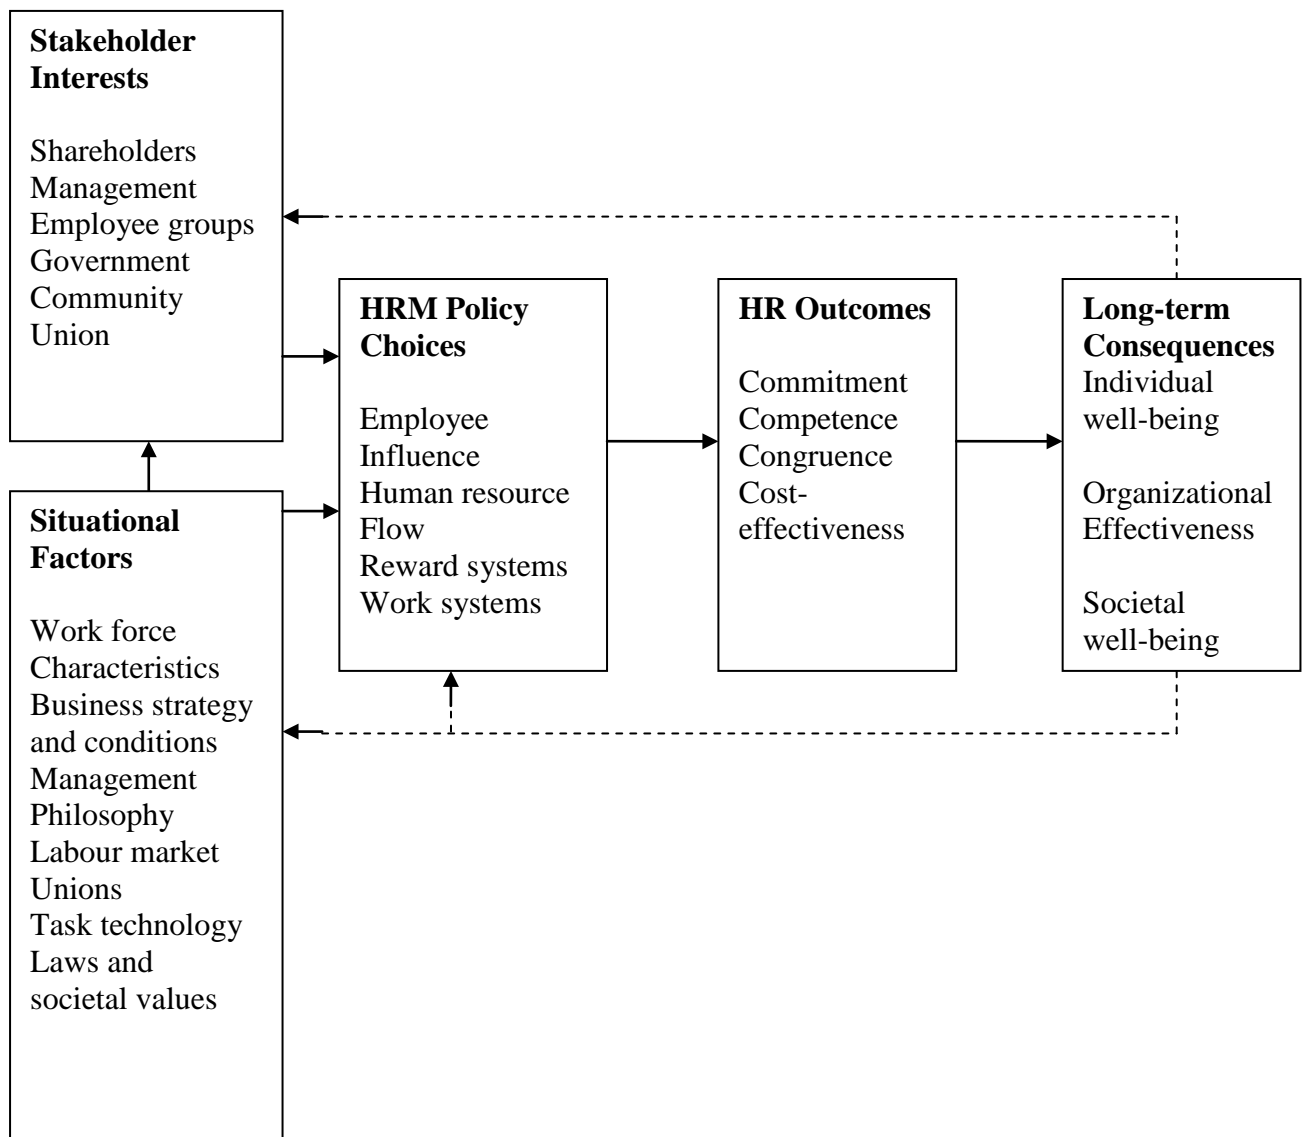 Stakeholder
Interests
Shareholders
Management
Employee groups
Government
Community
Union
Situational
Factors
Work force
Characteristics
Business strategy
and conditions
Management
Philosophy
Labour market
Unions
Task technology
Laws and
societal values
HRM Policy
Choices
Employee
Influence
Human resource
Flow
Reward systems
Work systems
HR Outcomes
Commitment
Competence
Congruence
Cost-
effectiveness
Long-term
Consequences
Individual
well-being
Organizational
Effectiveness
Societal
well-being